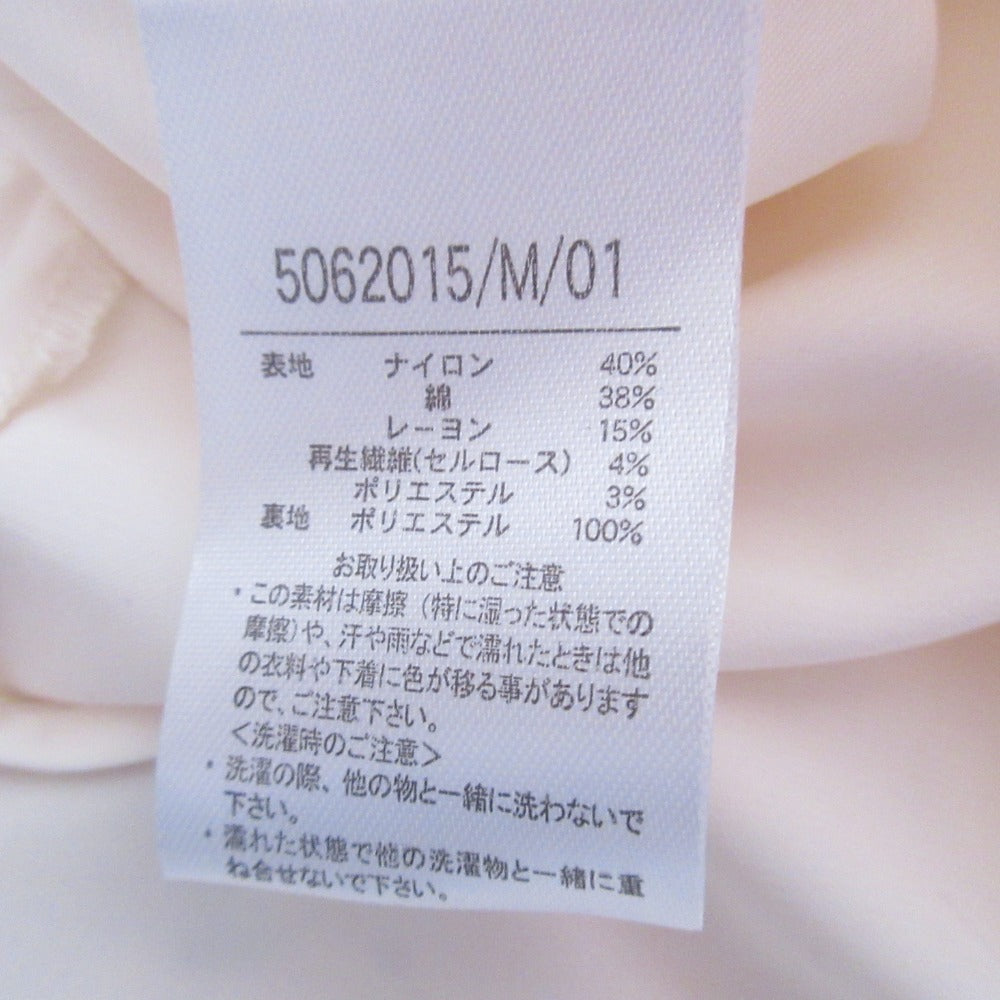 5062015/M/01
表地 ナイロン 40%
綿 38%
レーヨン 15%
再生繊維(セルロース) 4%
ポリエステル 3%
裏地 ポリエステル 100%
お取り扱い上のご注意
・この素材は摩擦(特に湿った状態での
摩擦)や、汗や雨などで濡れたときは他
の衣料や下着に色が移る事があります
ので、ご注意下さい。
<洗濯時のご注意>
・洗濯の際、他の物と一緒に洗わないで
下さい。
・濡れた状態で他の洗濯物と一緒に重
ね合せないで下さい。